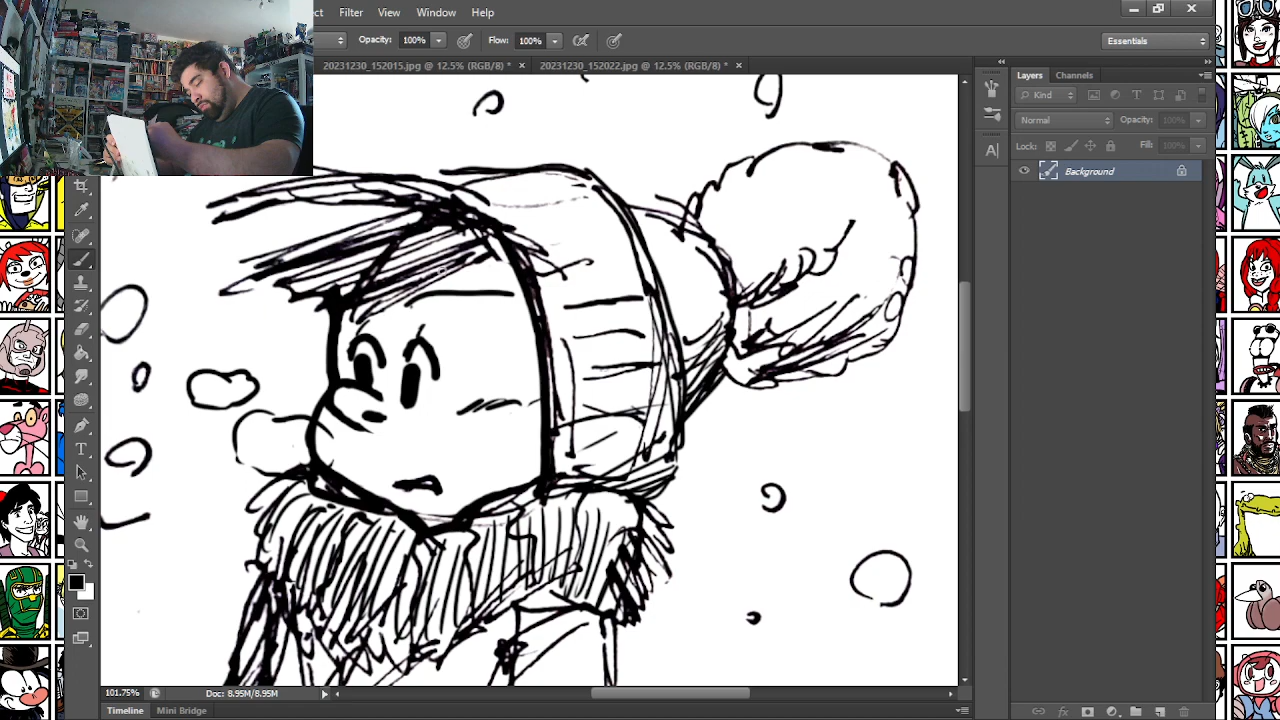 Filter View Window Help
Opacity: 100% Flow: 100% Essentials
20231230_152015.jpg @ 12.5% (RGB/8) * × 20231230_152022.jpg @ 12.5% (RGB/8) * ×
Layers Channels
Kind
Normal Opacity: 100%
Lock: Fill: 100%
Background
101.75% Doc: 8.95M/8.95M
Timeline Mini Bridge